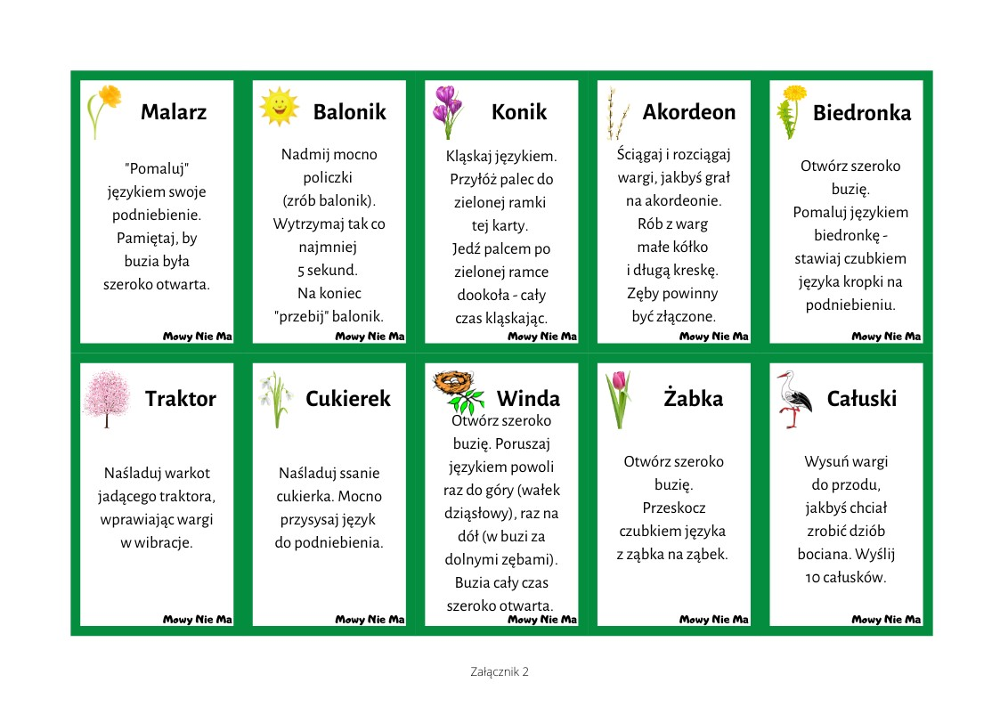 Malarz
"Pomaluj"
językiem swoje
podniebienie.
Pamiętaj, by
buzia była
szeroko otwarta.
Mowy Nie Ma
Balonik
Nadmij mocno
policzki
(zrób balonik).
Wytrzymaj tak co
najmniej
5 sekund.
Na koniec
"przebij" balonik.
Mowy Nie Ma
Konik
Kląskaj językiem.
Przyłóż palec do
zielonej ramki
tej karty.
Jedź palcem po
zielonej ramce
dookoła - cały
czas kląskając.
Mowy Nie Ma
Akordeon
Ściągaj i rozciągaj
wargi, jakbyś grał
na akordeonie.
Rób z warg
małe kółko
i długą kreskę.
Zęby powinny
być złączone.
Mowy Nie Ma
Biedronka
Otwórz szeroko
buzię.
Pomaluj językiem
biedronkę -
stawiaj czubkiem
języka kropki na
podniebieniu.
Mowy Nie Ma
Traktor
Naśladuj warkot
jadącego traktora,
wprawiając wargi
w wibracje.
Mowy Nie Ma
Cukierek
Naśladuj ssanie
cukierka. Mocno
przysysaj język
do podniebienia.
Mowy Nie Ma
Winda
Otwórz szeroko
buzię. Poruszaj
językiem powoli
raz do góry (wałek
dziąsłowy), raz na
dół (w buzi za
dolnymi zębami).
Buzia cały czas
szeroko otwarta.
Mowy Nie Ma
Żabka
Otwórz szeroko
buzię.
Przeskocz
czubkiem języka
z ząbka na ząbek.
Mowy Nie Ma
Całuski
Wysuń wargi
do przodu,
jakbyś chciał
zrobić dziób
bociana. Wyślij
10 całusków.
Mowy Nie Ma
Załącznik 2